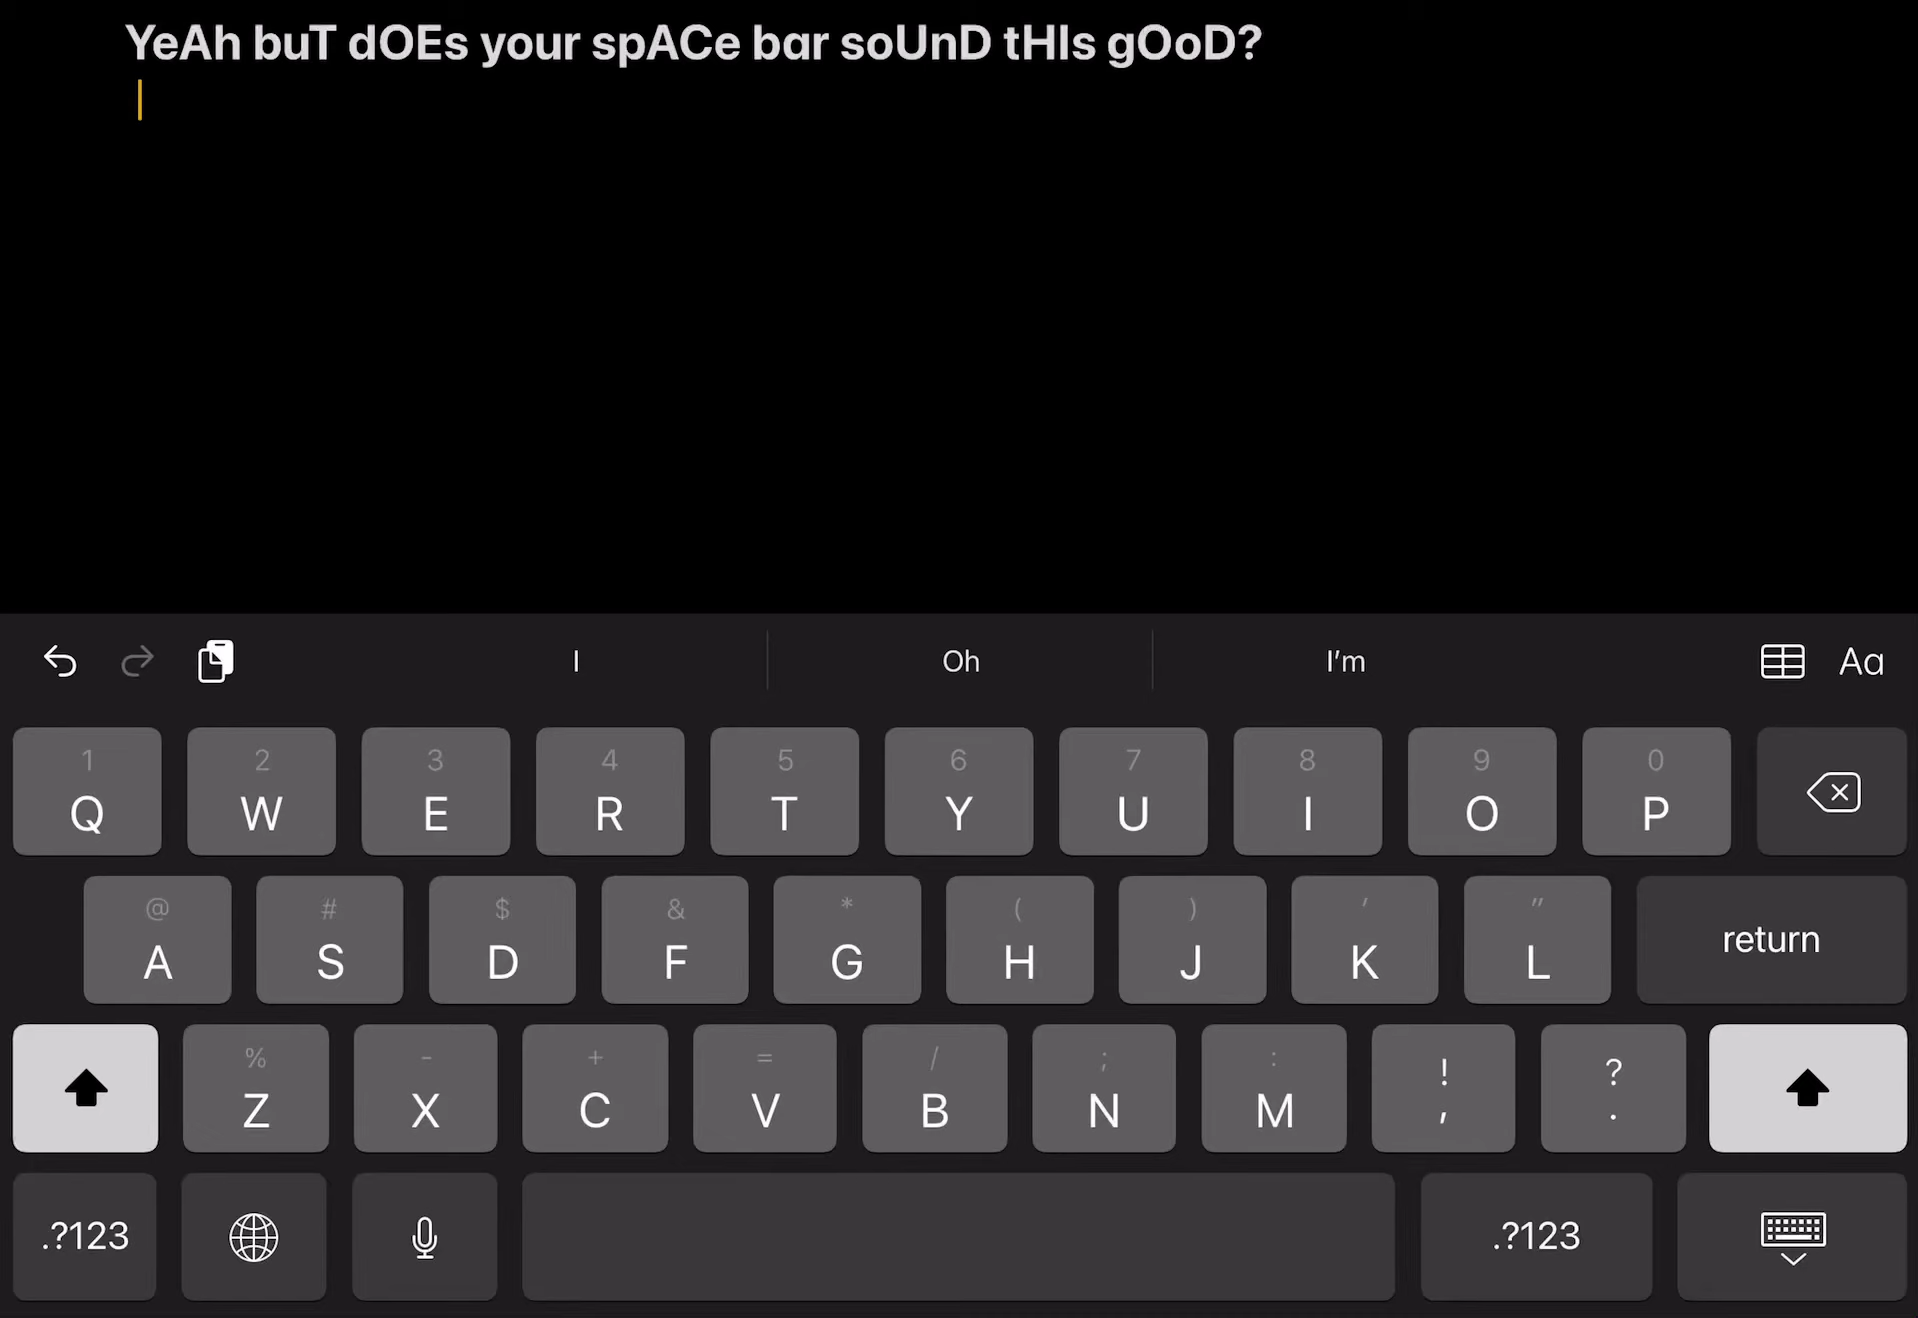 YeAh buT dOEs your spACe bar soUnD tHIs gOoD?
I Oh I'm Aa
1 2 3 4 5 6 7 8 9 0
Q W E R T Y U I O P
@ # $ & * ( ) ' "
A S D F G H J K L return
% - + = / ; : ! ?
Z X C V B N M , .
.?123 .?123